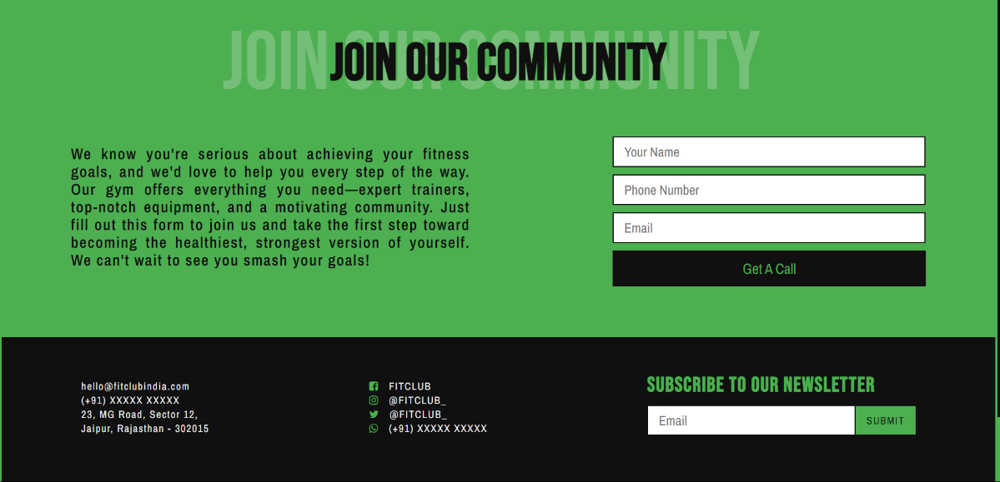 JOIN OUR COMMUNITY
JOIN OUR COMMUNITY
We know you're serious about achieving your fitness
goals, and we'd love to help you every step of the way.
Our gym offers everything you need—expert trainers,
top-notch equipment, and a motivating community. Just
fill out this form to join us and take the first step toward
becoming the healthiest, strongest version of yourself.
We can't wait to see you smash your goals!
Your Name
Phone Number
Email
Get A Call
hello@fitclubindia.com
(+91) XXXXX XXXXX
23, MG Road, Sector 12,
Jaipur, Rajasthan - 302015
FITCLUB
@FITCLUB_
@FITCLUB_
(+91) XXXXX XXXXX
SUBSCRIBE TO OUR NEWSLETTER
Email
SUBMIT